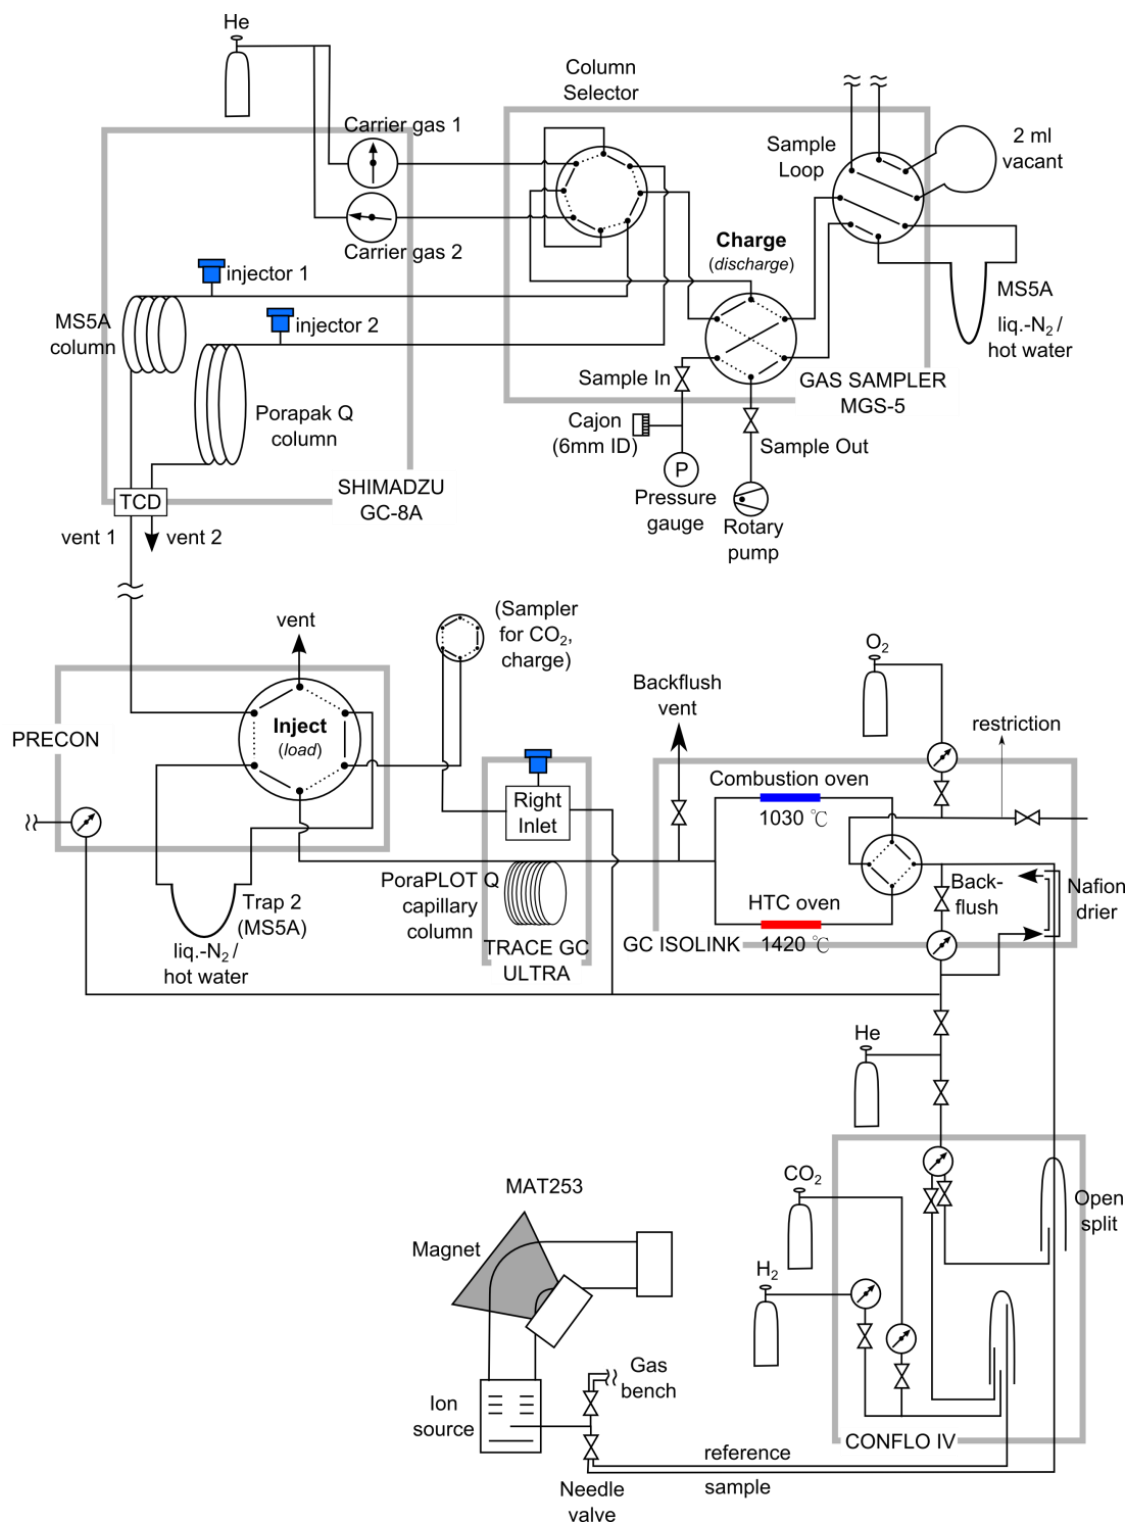 He
Column
Selector
Carrier gas 1
Sample
Loop
2 ml
vacant
Carrier gas 2
Charge
(discharge)
injector 1
MS5A
column
injector 2
MS5A
liq.-N₂ /
hot water
Sample In
GAS SAMPLER
MGS-5
Porapak Q
column
Cajon
(6mm ID)
Sample Out
P
Pressure
gauge
Rotary
pump
SHIMADZU
GC-8A
TCD
vent 1
vent 2
vent
(Sampler
for CO₂,
charge)
O₂
Backflush
vent
restriction
PRECON
Inject
(load)
Combustion oven
1030 ℃
Right
Inlet
Trap 2
(MS5A)
liq.-N₂ /
hot water
PoraPLOT Q
capillary
column
TRACE GC
ULTRA
HTC oven
1420 ℃
GC ISOLINK
Back-
flush
Nafion
drier
He
CO₂
Open
split
MAT253
Magnet
H₂
Gas
bench
Ion
source
CONFLO IV
reference
sample
Needle
valve